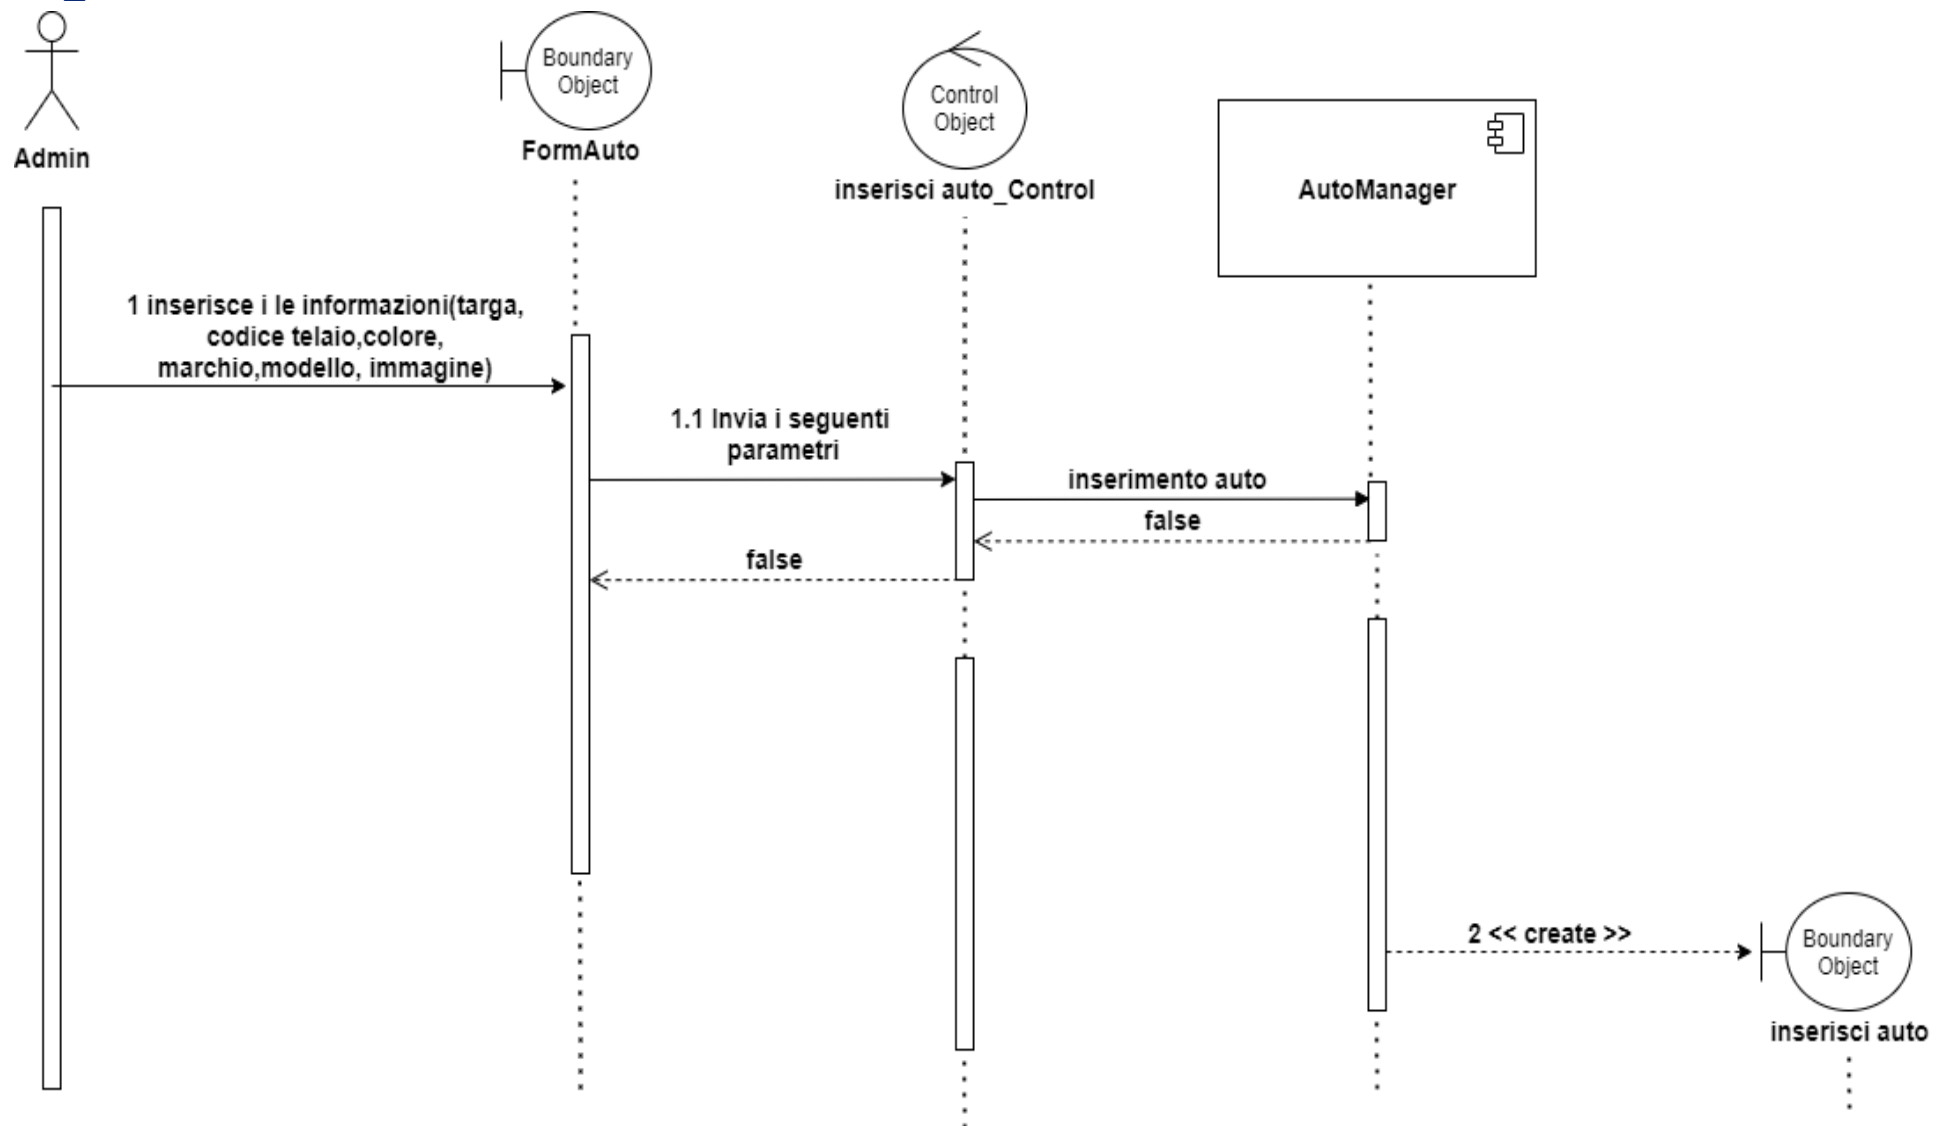 Boundary
Object
FormAuto
Admin
Control
Object
inserisci auto_Control
AutoManager
1 inserisce i le informazioni(targa,
codice telaio,colore,
marchio,modello, immagine)
1.1 Invia i seguenti
parametri
inserimento auto
false
false
2 << create >>
Boundary
Object
inserisci auto